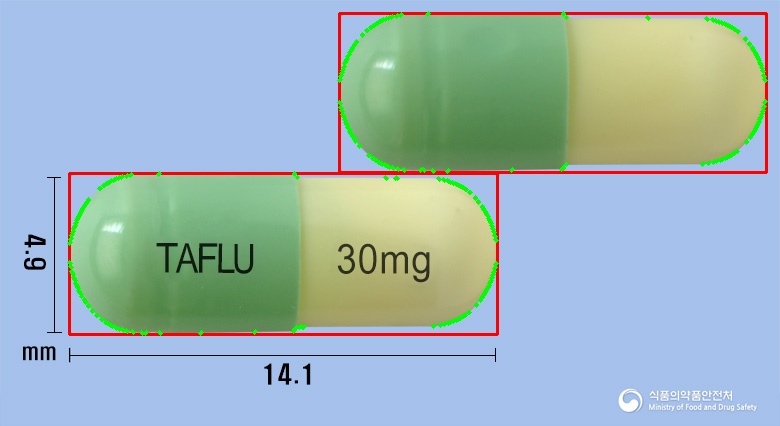 TAFLU 30mg
4.9
mm
14.1
식품의약품안전처
Ministry of Food and Drug Safety